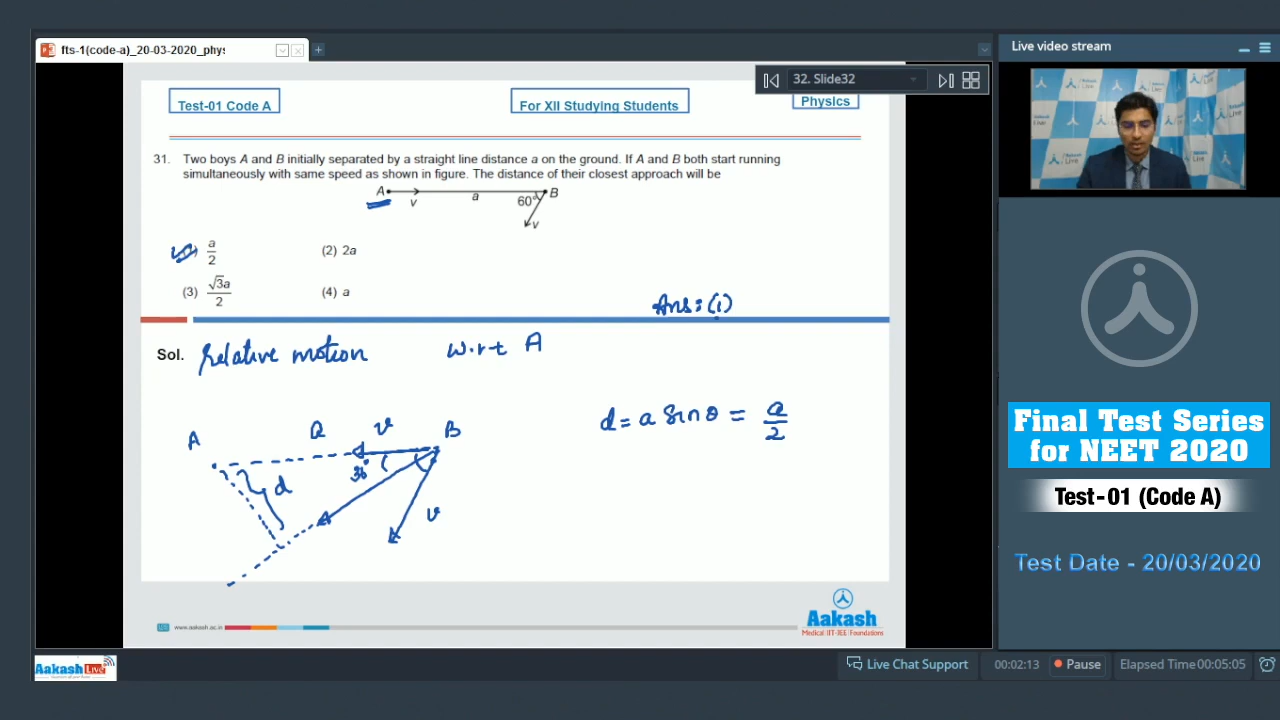 fts-1(code-a)_20-03-2020_phys
Live video stream
32. Slide32
Test-01 Code A
For XII Studying Students
Physics
31. Two boys A and B initially separated by a straight line distance a on the ground. If A and B both start running
simultaneously with same speed as shown in figure. The distance of their closest approach will be
A
v
a
60°
B
v
a/2
(2) 2a
(3) √3a/2
(4) a
Ans: (1)
Sol. Relative motion w.r.t A
d = a sin θ = a/2
A
a
v
B
30°
d
v
www.aakash.ac.in
Aakash
Medical|IIT-JEE|Foundations
Final Test Series
for NEET 2020
Test-01 (Code A)
Test Date - 20/03/2020
Aakash Live
Live Chat Support
00:02:13
Pause
Elapsed Time 00:05:05